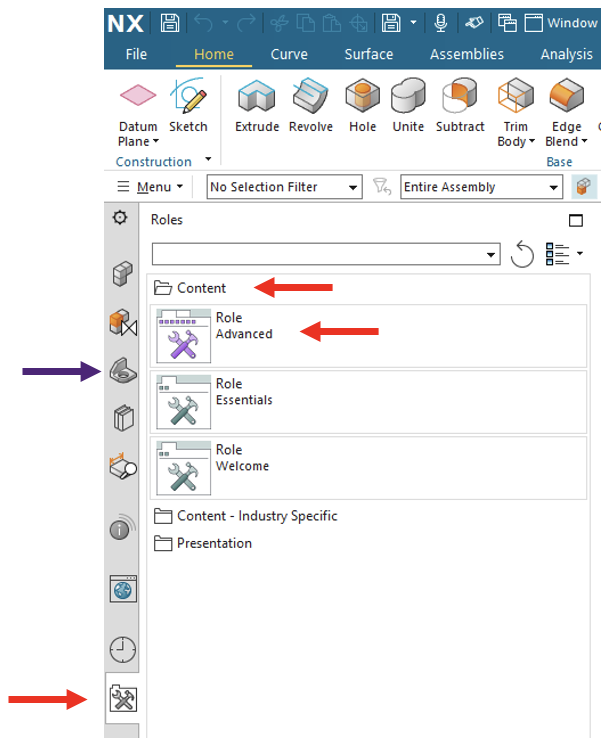 NX Window
File Home Curve Surface Assemblies Analysis
Datum Plane Sketch Extrude Revolve Hole Unite Subtract Trim Body Edge Blend
Construction Base
Menu No Selection Filter Entire Assembly
Roles
Content
Role
Advanced
Role
Essentials
Role
Welcome
Content - Industry Specific
Presentation